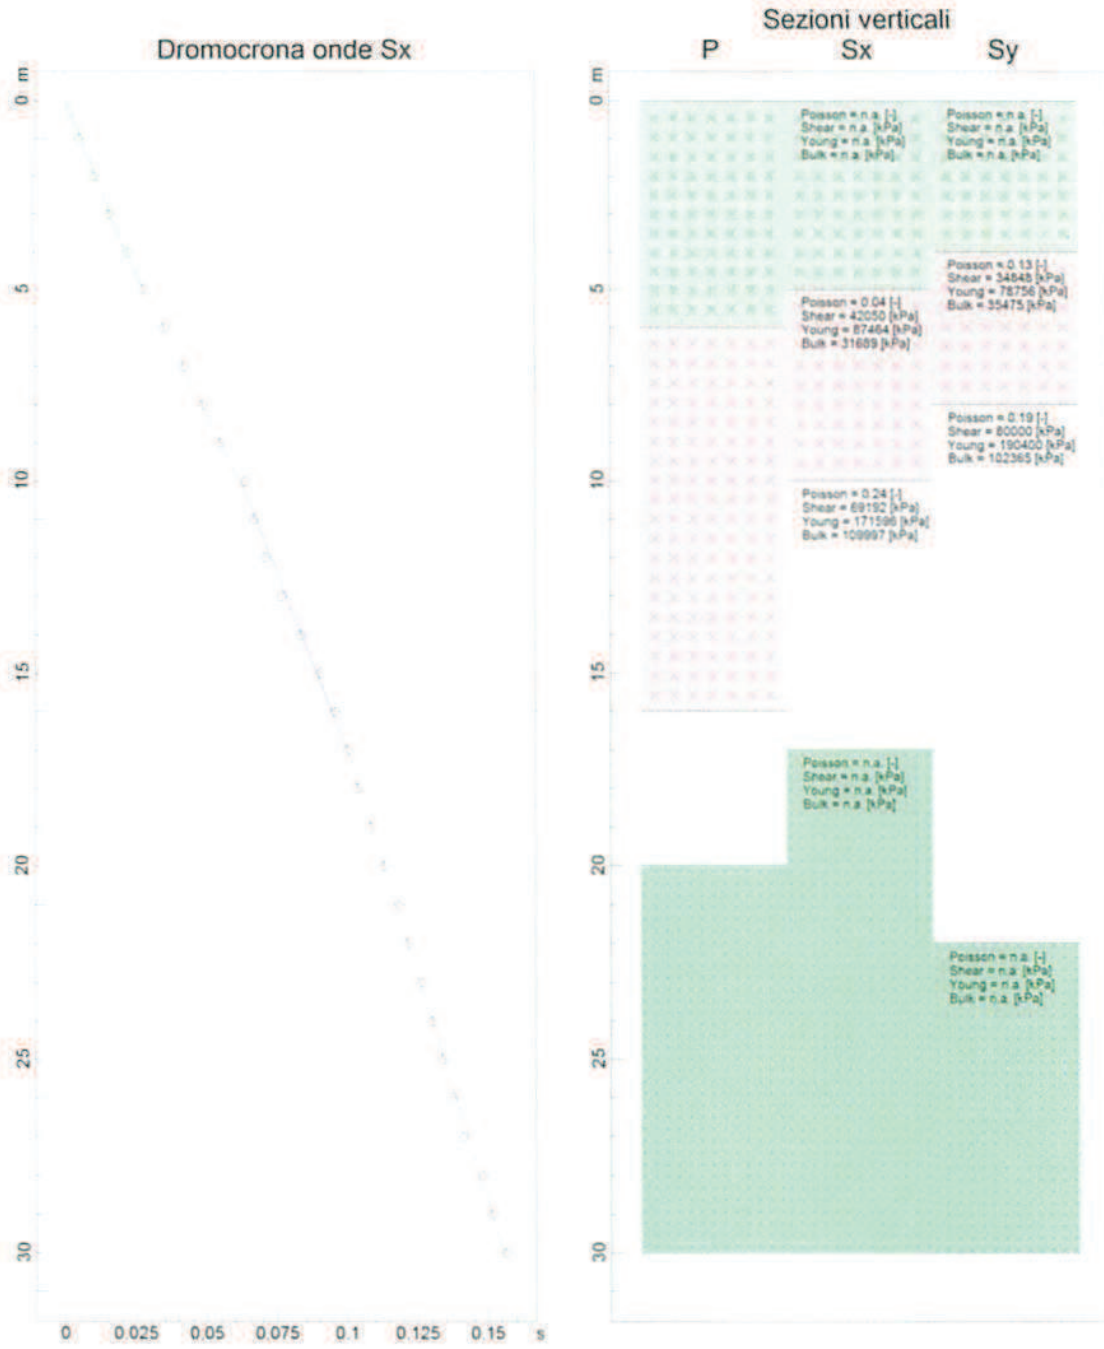 Sezioni verticali
Dromocrona onde Sx
P Sx Sy
m
0
5
10
15
20
25
30
0 0.025 0.05 0.075 0.1 0.125 0.15 s
m
0
5
10
15
20
25
30
Poisson = n.a. [-]
Shear = n.a. [kPa]
Young = n.a. [kPa]
Bulk = n.a. [kPa]
Poisson = 0.04 [-]
Shear = 42050 [kPa]
Young = 87464 [kPa]
Bulk = 31689 [kPa]
Poisson = 0.24 [-]
Shear = 69192 [kPa]
Young = 171596 [kPa]
Bulk = 109997 [kPa]
Poisson = n.a. [-]
Shear = n.a. [kPa]
Young = n.a. [kPa]
Bulk = n.a. [kPa]
Poisson = n.a. [-]
Shear = n.a. [kPa]
Young = n.a. [kPa]
Bulk = n.a. [kPa]
Poisson = 0.13 [-]
Shear = 34848 [kPa]
Young = 78756 [kPa]
Bulk = 35475 [kPa]
Poisson = 0.19 [-]
Shear = 80000 [kPa]
Young = 190400 [kPa]
Bulk = 102365 [kPa]
Poisson = n.a. [-]
Shear = n.a. [kPa]
Young = n.a. [kPa]
Bulk = n.a. [kPa]